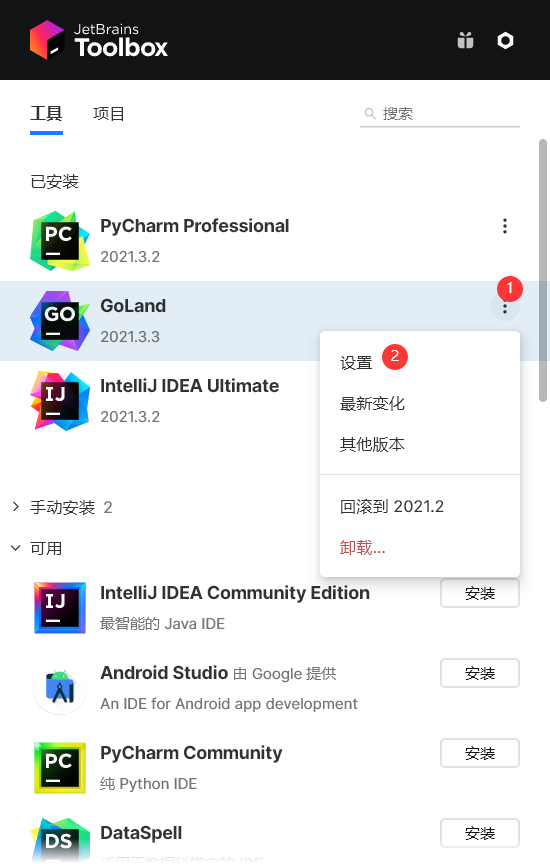 JetBrains
Toolbox
工具 项目 搜索
已安装
PC PyCharm Professional
2021.3.2
1
GO GoLand
2021.3.3
设置 2
IJ IntelliJ IDEA Ultimate
最新变化
2021.3.2
其他版本
手动安装 2
回滚到 2021.2
可用
卸载...
IJ IntelliJ IDEA Community Edition 安装
最智能的 Java IDE
Android Studio 由 Google 提供 安装
An IDE for Android app development
PC PyCharm Community 安装
纯 Python IDE
DS DataSpell 安装